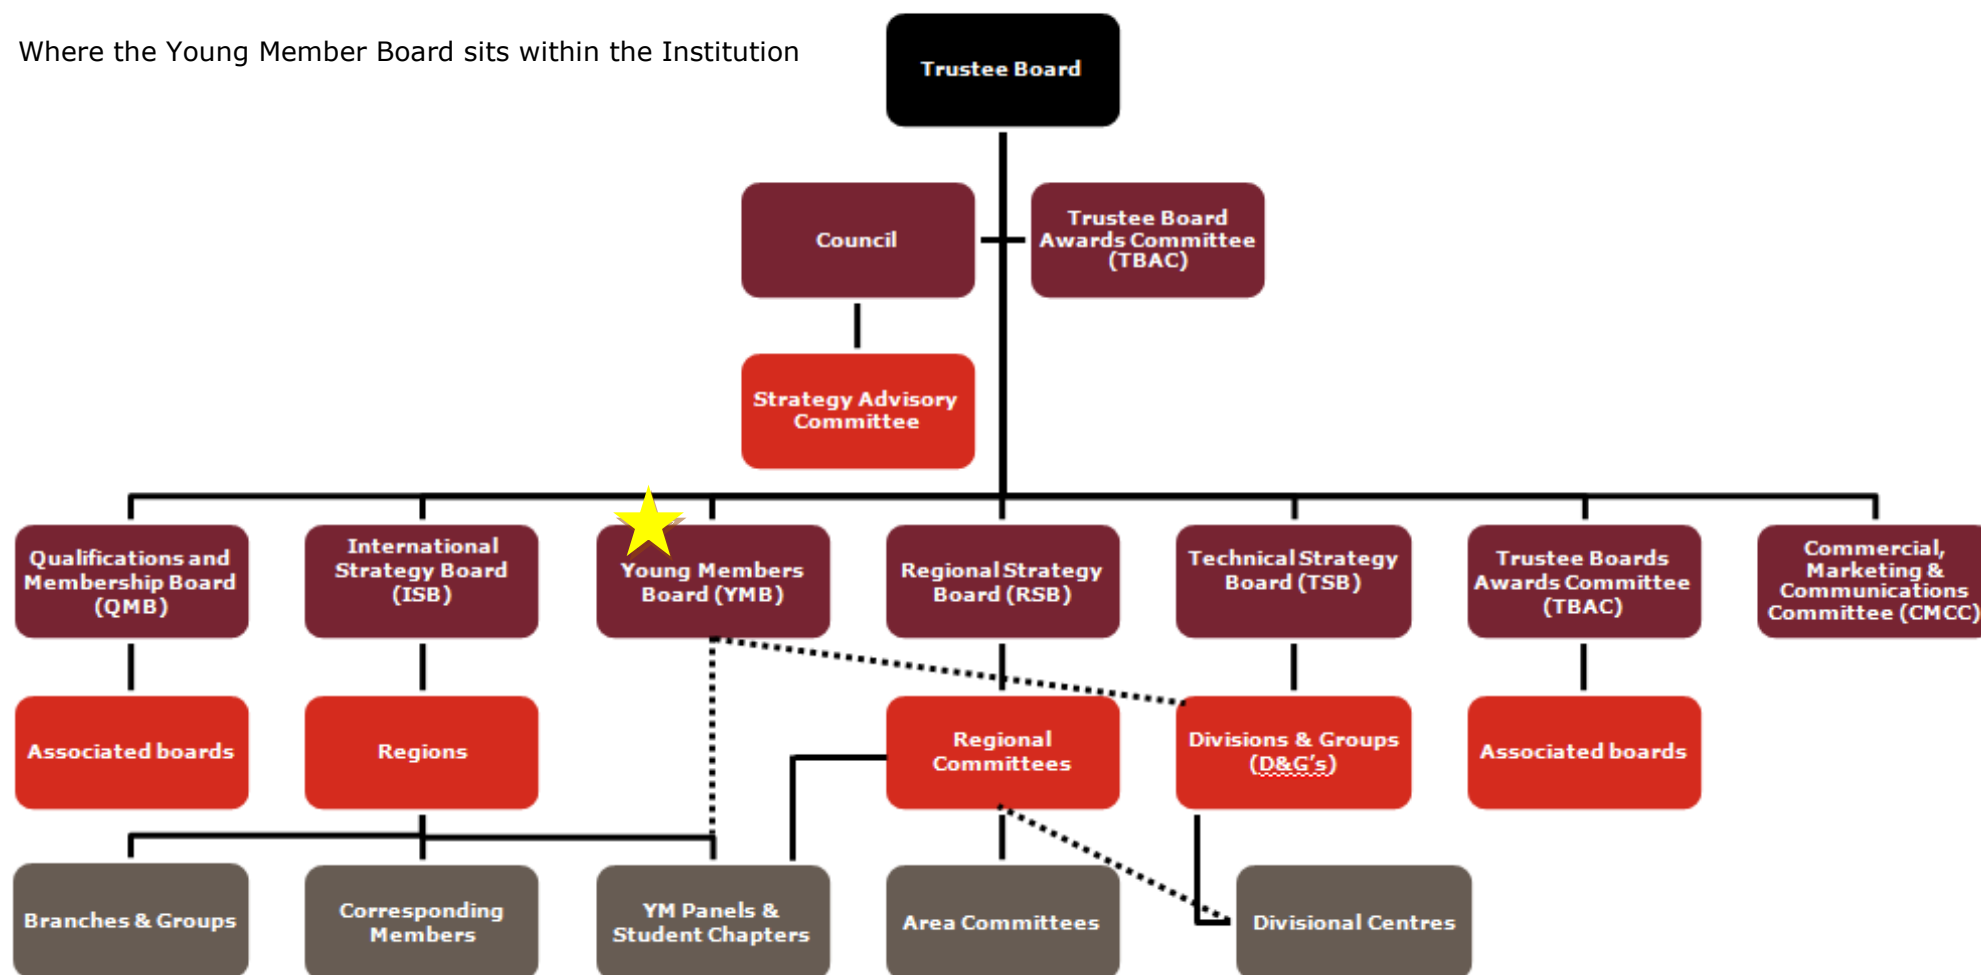 Where the Young Member Board sits within the Institution
Trustee Board
Council
Trustee Board
Awards Committee
(TBAC)
Strategy Advisory
Committee
Qualifications and
Membership Board
(QMB)
International
Strategy Board
(ISB)
Young Members
Board (YMB)
Regional Strategy
Board (RSB)
Technical Strategy
Board (TSB)
Trustee Boards
Awards Committee
(TBAC)
Commercial,
Marketing &
Communications
Committee (CMCC)
Associated boards
Regions
Regional
Committees
Divisions & Groups
(D&G's)
Associated boards
Branches & Groups
Corresponding
Members
YM Panels &
Student Chapters
Area Committees
Divisional Centres